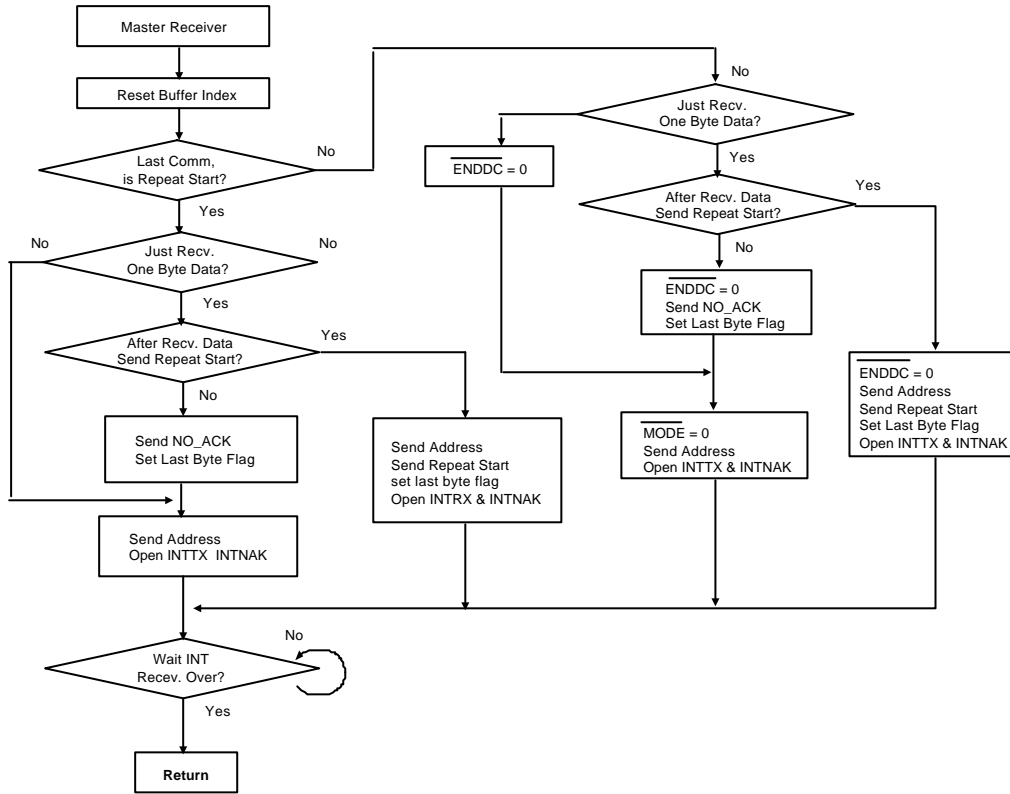 Master Receiver
Reset Buffer Index
Last Comm,
is Repeat Start?
No
Yes
No
Just Recv.
One Byte Data?
No
Yes
After Recv. Data
Send Repeat Start?
Yes
No
Send NO_ACK
Set Last Byte Flag
Send Address
Open INTTX INTNAK
Send Address
Send Repeat Start
set last byte flag
Open INTRX & INTNAK
No
Just Recv.
One Byte Data?
Yes
ENDDC = 0
After Recv. Data
Send Repeat Start?
Yes
No
ENDDC = 0
Send NO_ACK
Set Last Byte Flag
MODE = 0
Send Address
Open INTTX & INTNAK
ENDDC = 0
Send Address
Send Repeat Start
Set Last Byte Flag
Open INTTX & INTNAK
Wait INT
Recev. Over?
No
Yes
Return